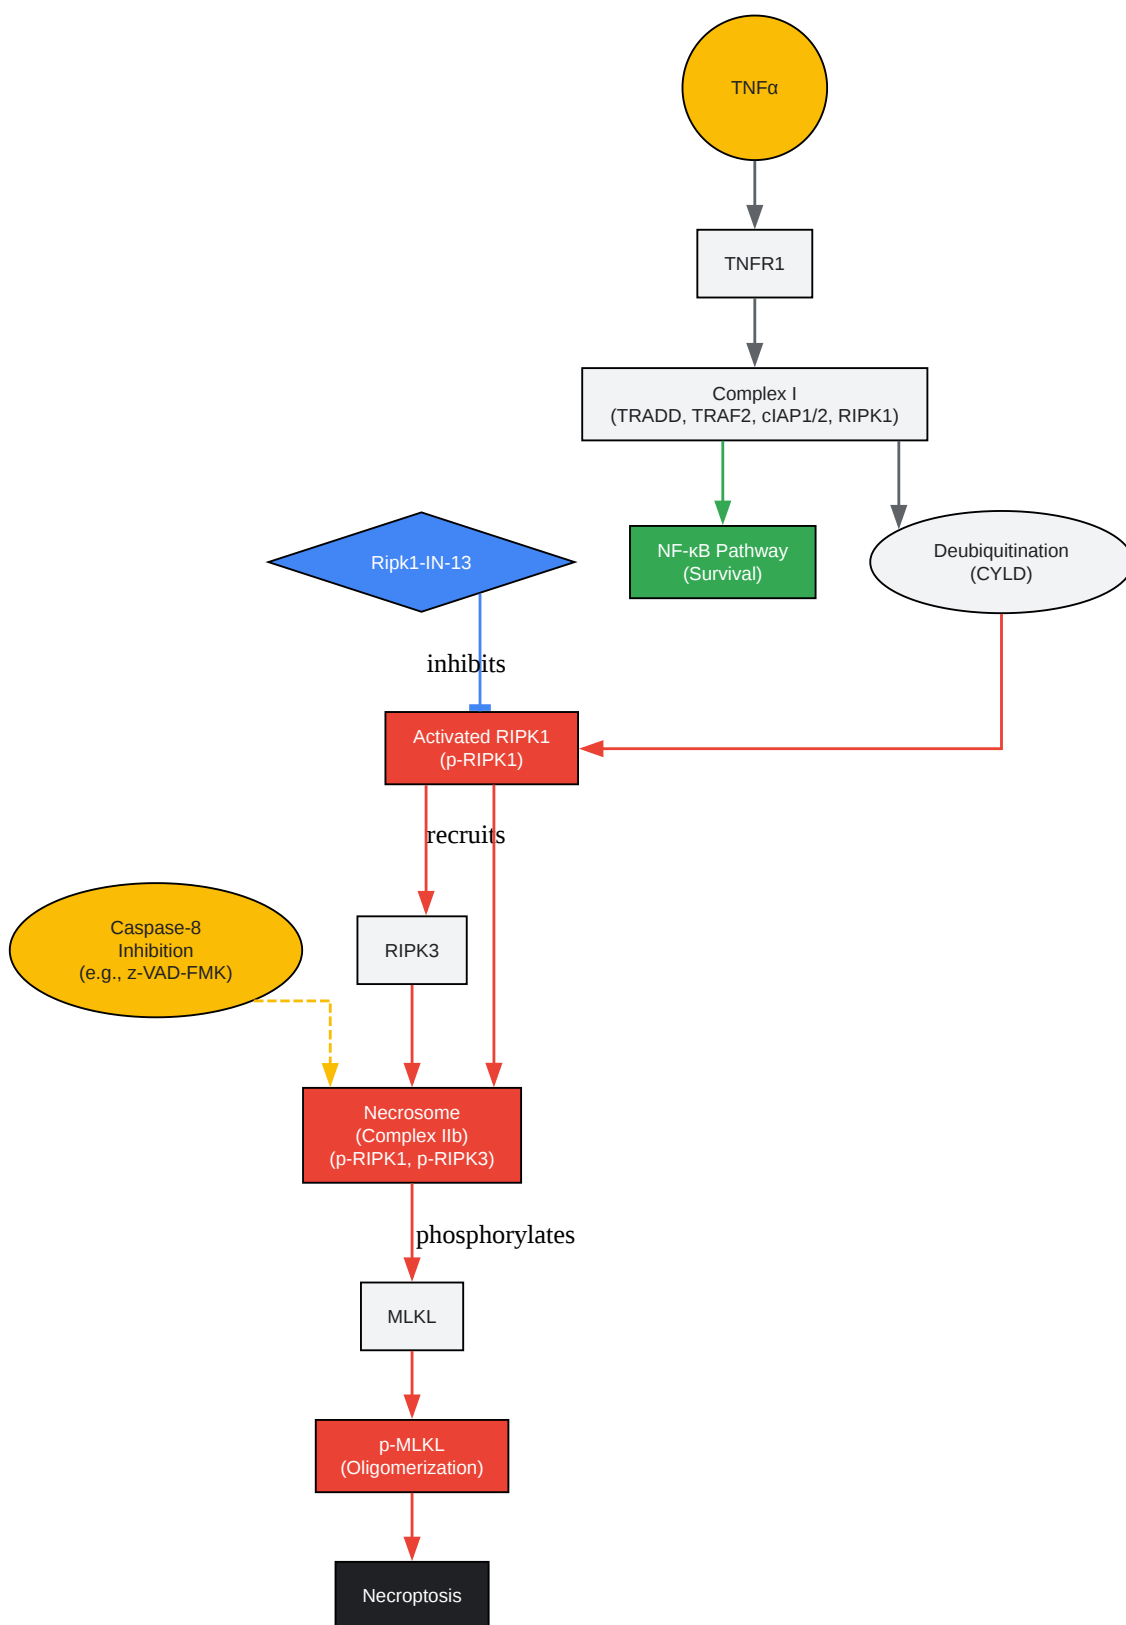 TNFα
TNFR1
Complex I
(TRADD, TRAF2, cIAP1/2, RIPK1)
Ripk1-IN-13
NF-κB Pathway
(Survival)
Deubiquitination
(CYLD)
inhibits
Activated RIPK1
(p-RIPK1)
recruits
Caspase-8
Inhibition
(e.g., z-VAD-FMK)
RIPK3
Necrosome
(Complex IIb)
(p-RIPK1, p-RIPK3)
phosphorylates
MLKL
p-MLKL
(Oligomerization)
Necroptosis